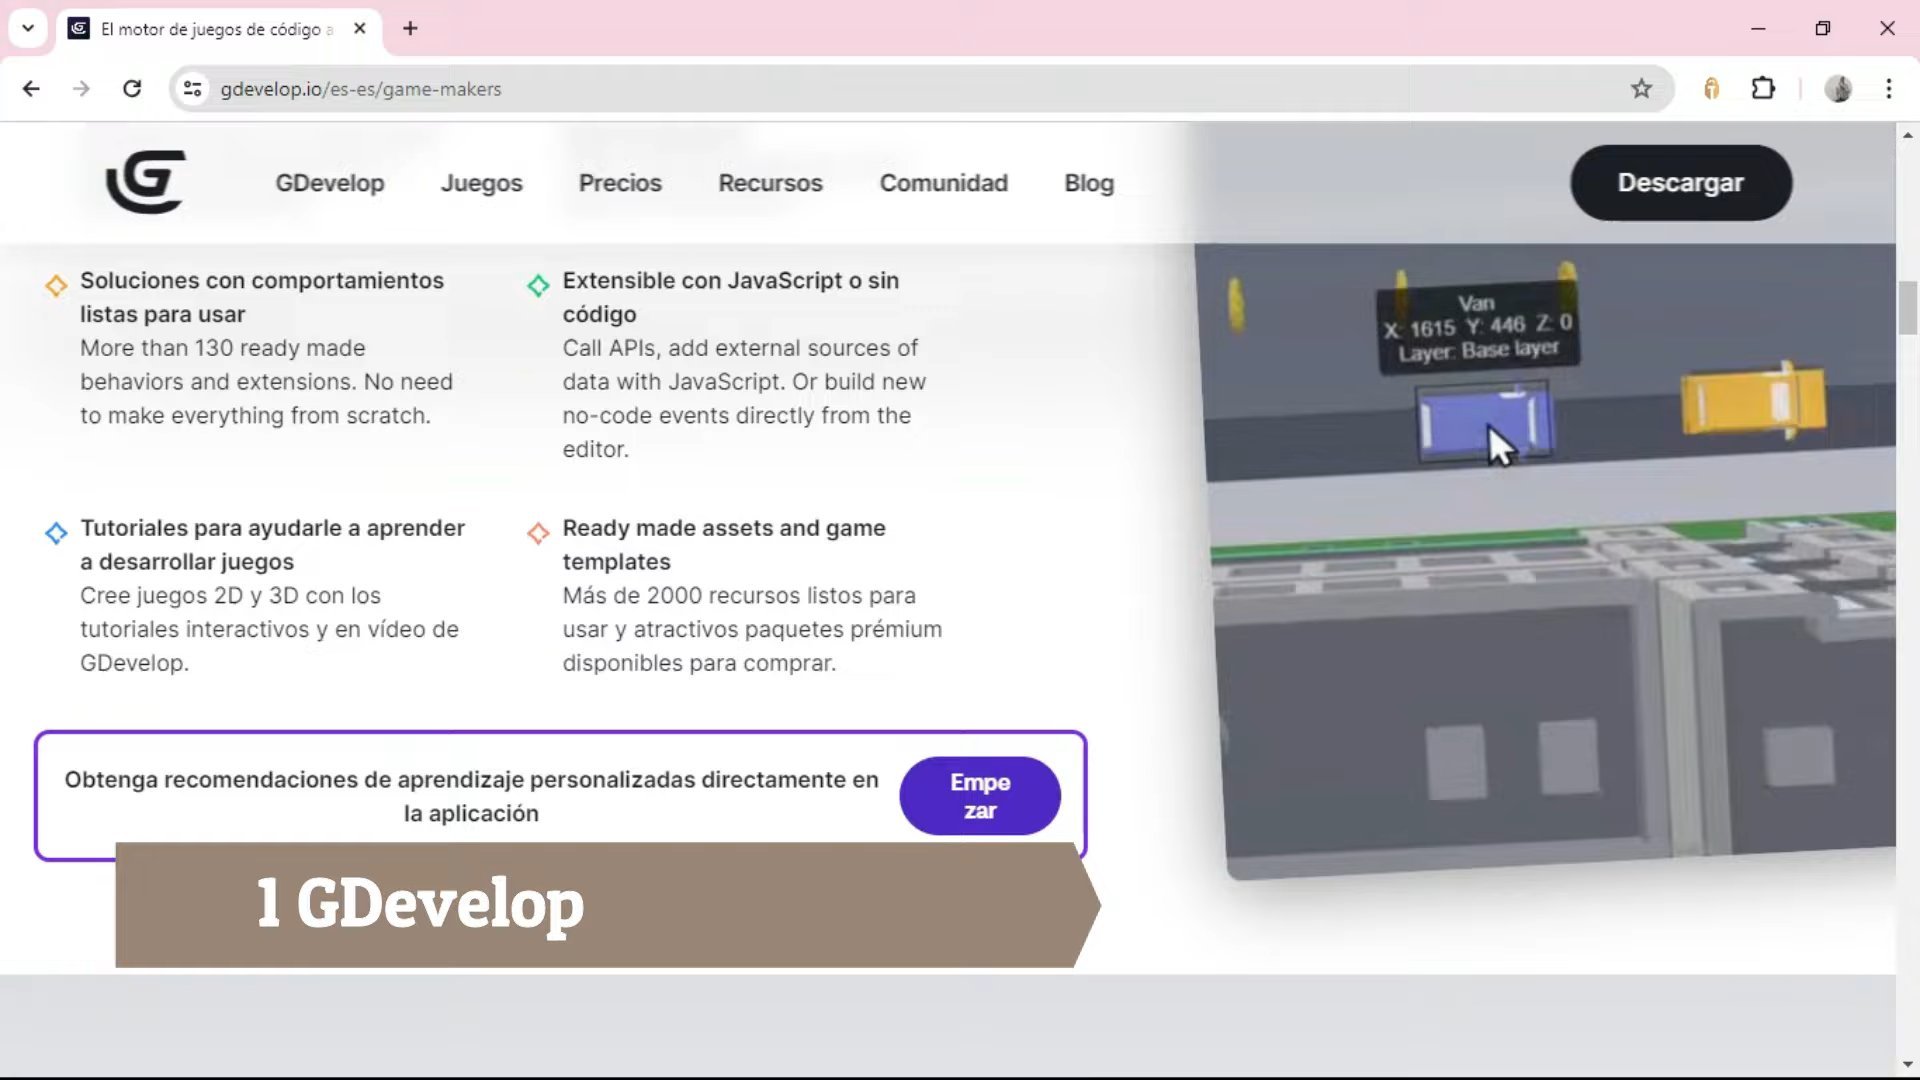 El motor de juegos de código a
gdevelop.io/es-es/game-makers
GDevelop
Juegos
Precios
Recursos
Comunidad
Blog
Descargar
Soluciones con comportamientos
listas para usar
More than 130 ready made
behaviors and extensions. No need
to make everything from scratch.
Extensible con JavaScript o sin
código
Call APIs, add external sources of
data with JavaScript. Or build new
no-code events directly from the
editor.
Van
X: 1615 Y: 446 Z: 0
Layer: Base layer
Tutoriales para ayudarle a aprender
a desarrollar juegos
Cree juegos 2D y 3D con los
tutoriales interactivos y en vídeo de
GDevelop.
Ready made assets and game
templates
Más de 2000 recursos listos para
usar y atractivos paquetes prémium
disponibles para comprar.
Obtenga recomendaciones de aprendizaje personalizadas directamente en
la aplicación
Empe
zar
1 GDevelop